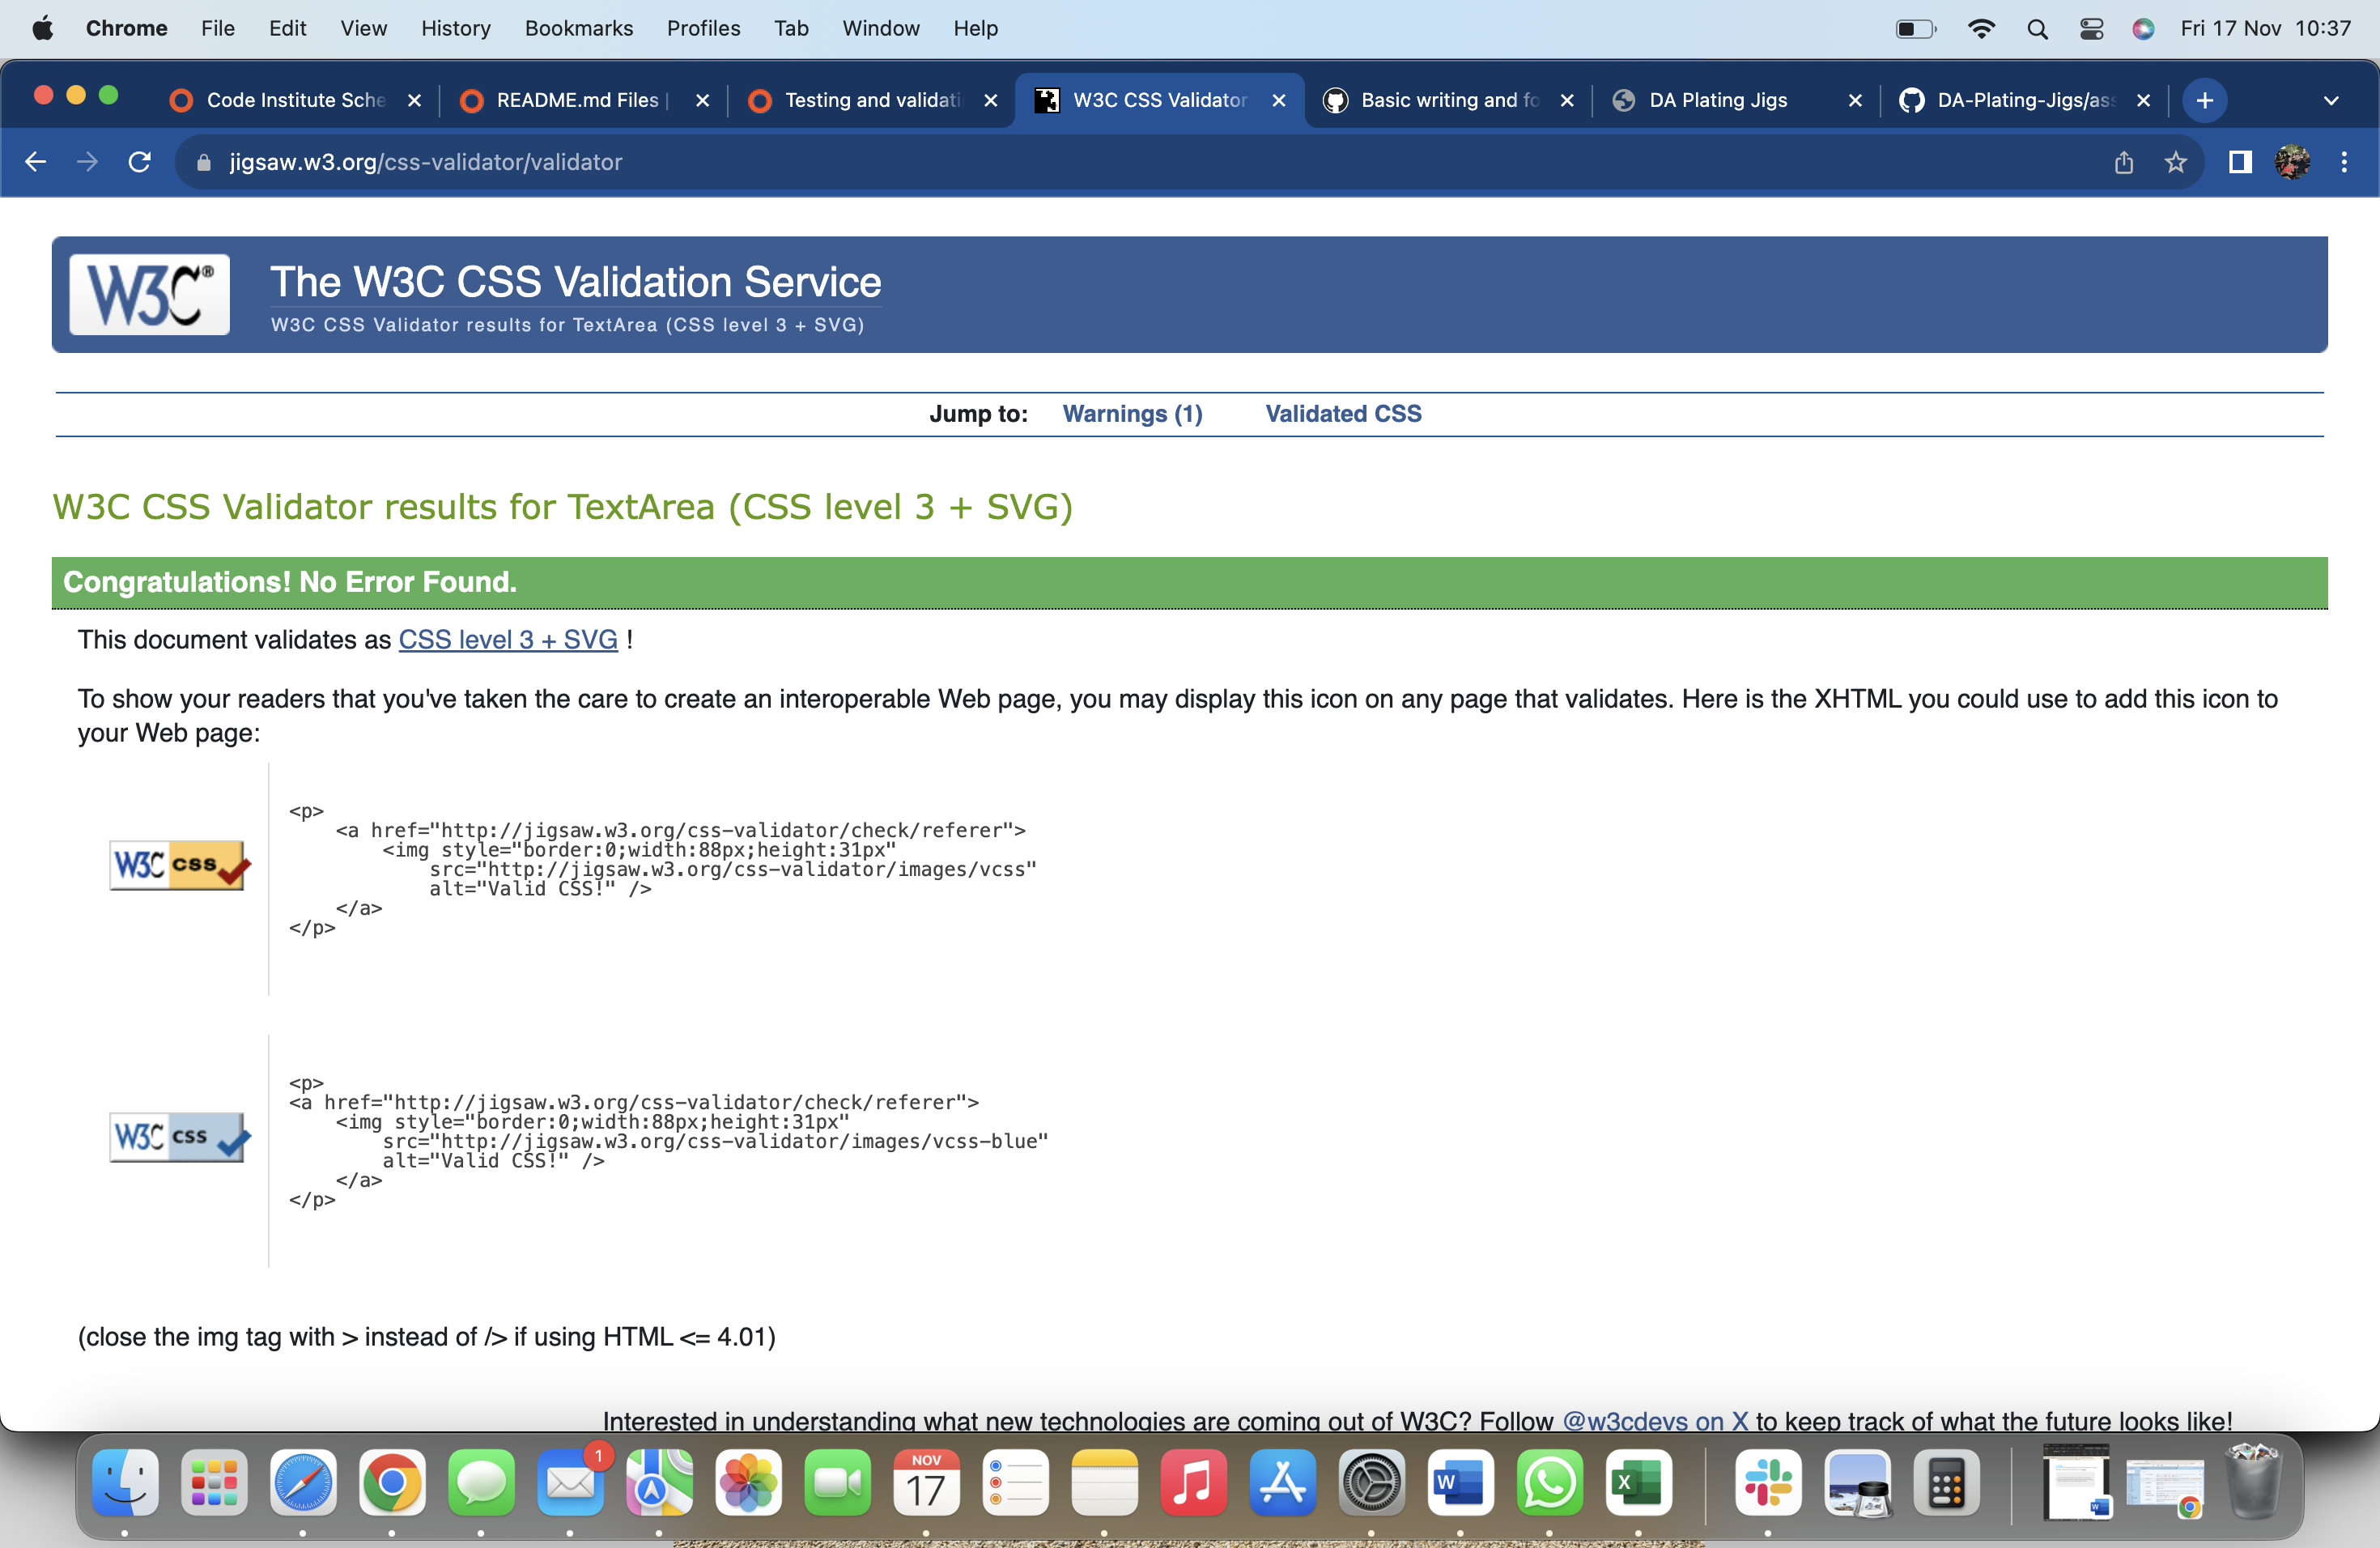 Chrome File Edit View History Bookmarks Profiles Tab Window Help Fri 17 Nov 10:37
Code Institute Sche README.md Files | Testing and validati W3C CSS Validator Basic writing and fo DA Plating Jigs DA-Plating-Jigs/ass
jigsaw.w3.org/css-validator/validator
W3C® The W3C CSS Validation Service
W3C CSS Validator results for TextArea (CSS level 3 + SVG)
Jump to: Warnings (1) Validated CSS
W3C CSS Validator results for TextArea (CSS level 3 + SVG)
Congratulations! No Error Found.
This document validates as CSS level 3 + SVG !
To show your readers that you've taken the care to create an interoperable Web page, you may display this icon on any page that validates. Here is the XHTML you could use to add this icon to
your Web page:
W3C css
<p>
<a href="http://jigsaw.w3.org/css-validator/check/referer">
<img style="border:0;width:88px;height:31px"
src="http://jigsaw.w3.org/css-validator/images/vcss"
alt="Valid CSS!" />
</a>
</p>
W3C css
<p>
<a href="http://jigsaw.w3.org/css-validator/check/referer">
<img style="border:0;width:88px;height:31px"
src="http://jigsaw.w3.org/css-validator/images/vcss-blue"
alt="Valid CSS!" />
</a>
</p>
(close the img tag with > instead of /> if using HTML <= 4.01)
Interested in understanding what new technologies are coming out of W3C? Follow @w3cdevs on X to keep track of what the future looks like!
1
NOV
17
W
X